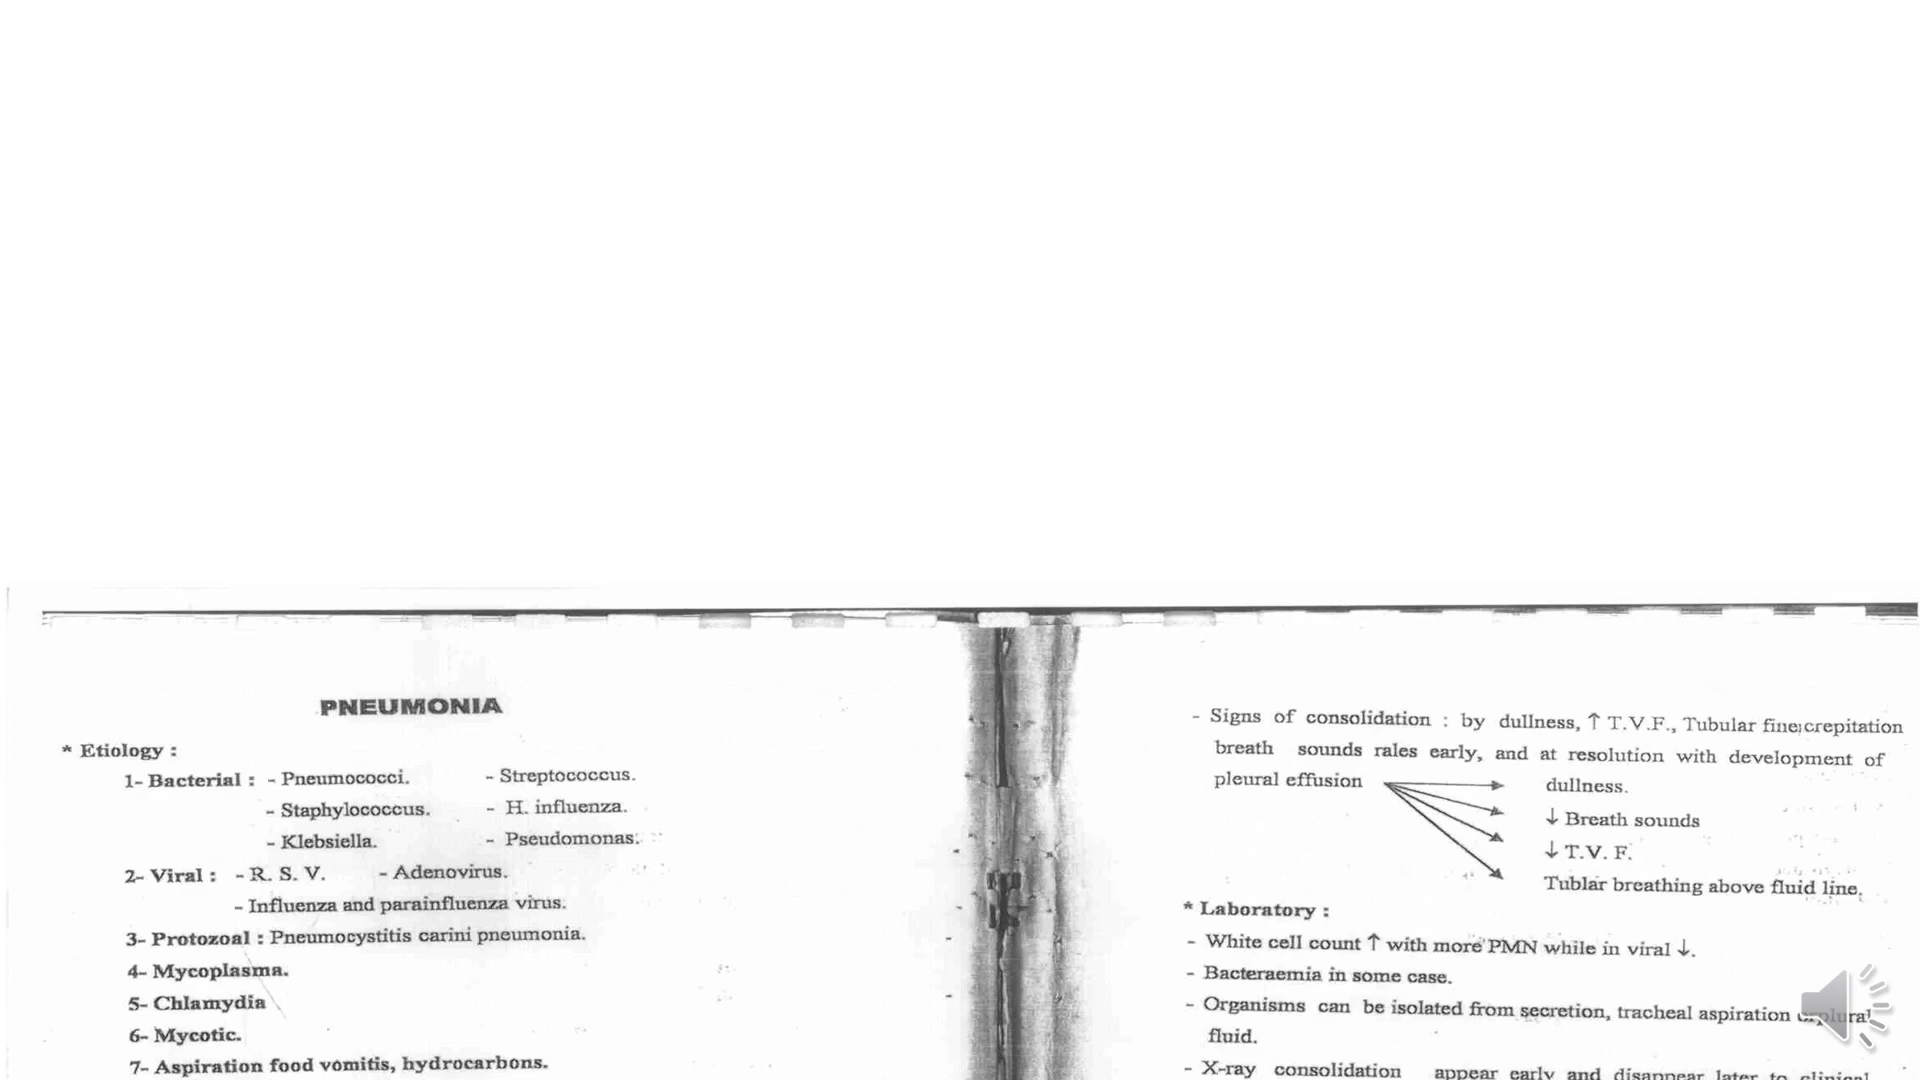 PNEUMONIA
* Etiology :
1- Bacterial : - Pneumococci. - Streptococcus.
- Staphylococcus. - H. influenza.
- Klebsiella. - Pseudomonas.
2- Viral : - R. S. V. - Adenovirus.
- Influenza and parainfluenza virus.
3- Protozoal : Pneumocystitis carini pneumonia.
4- Mycoplasma.
5- Chlamydia
6- Mycotic.
7- Aspiration food vomitis, hydrocarbons.
- Signs of consolidation : by dullness, ↑ T.V.F., Tubular fine crepitation
breath sounds rales early, and at resolution with development of
pleural effusion dullness.
↓ Breath sounds
↓ T.V. F.
Tublar breathing above fluid line.
* Laboratory :
- White cell count ↑ with more PMN while in viral ↓.
- Bacteraemia in some case.
- Organisms can be isolated from secretion, tracheal aspiration
fluid.
- X-ray consolidation appear early and disappear later to clinical